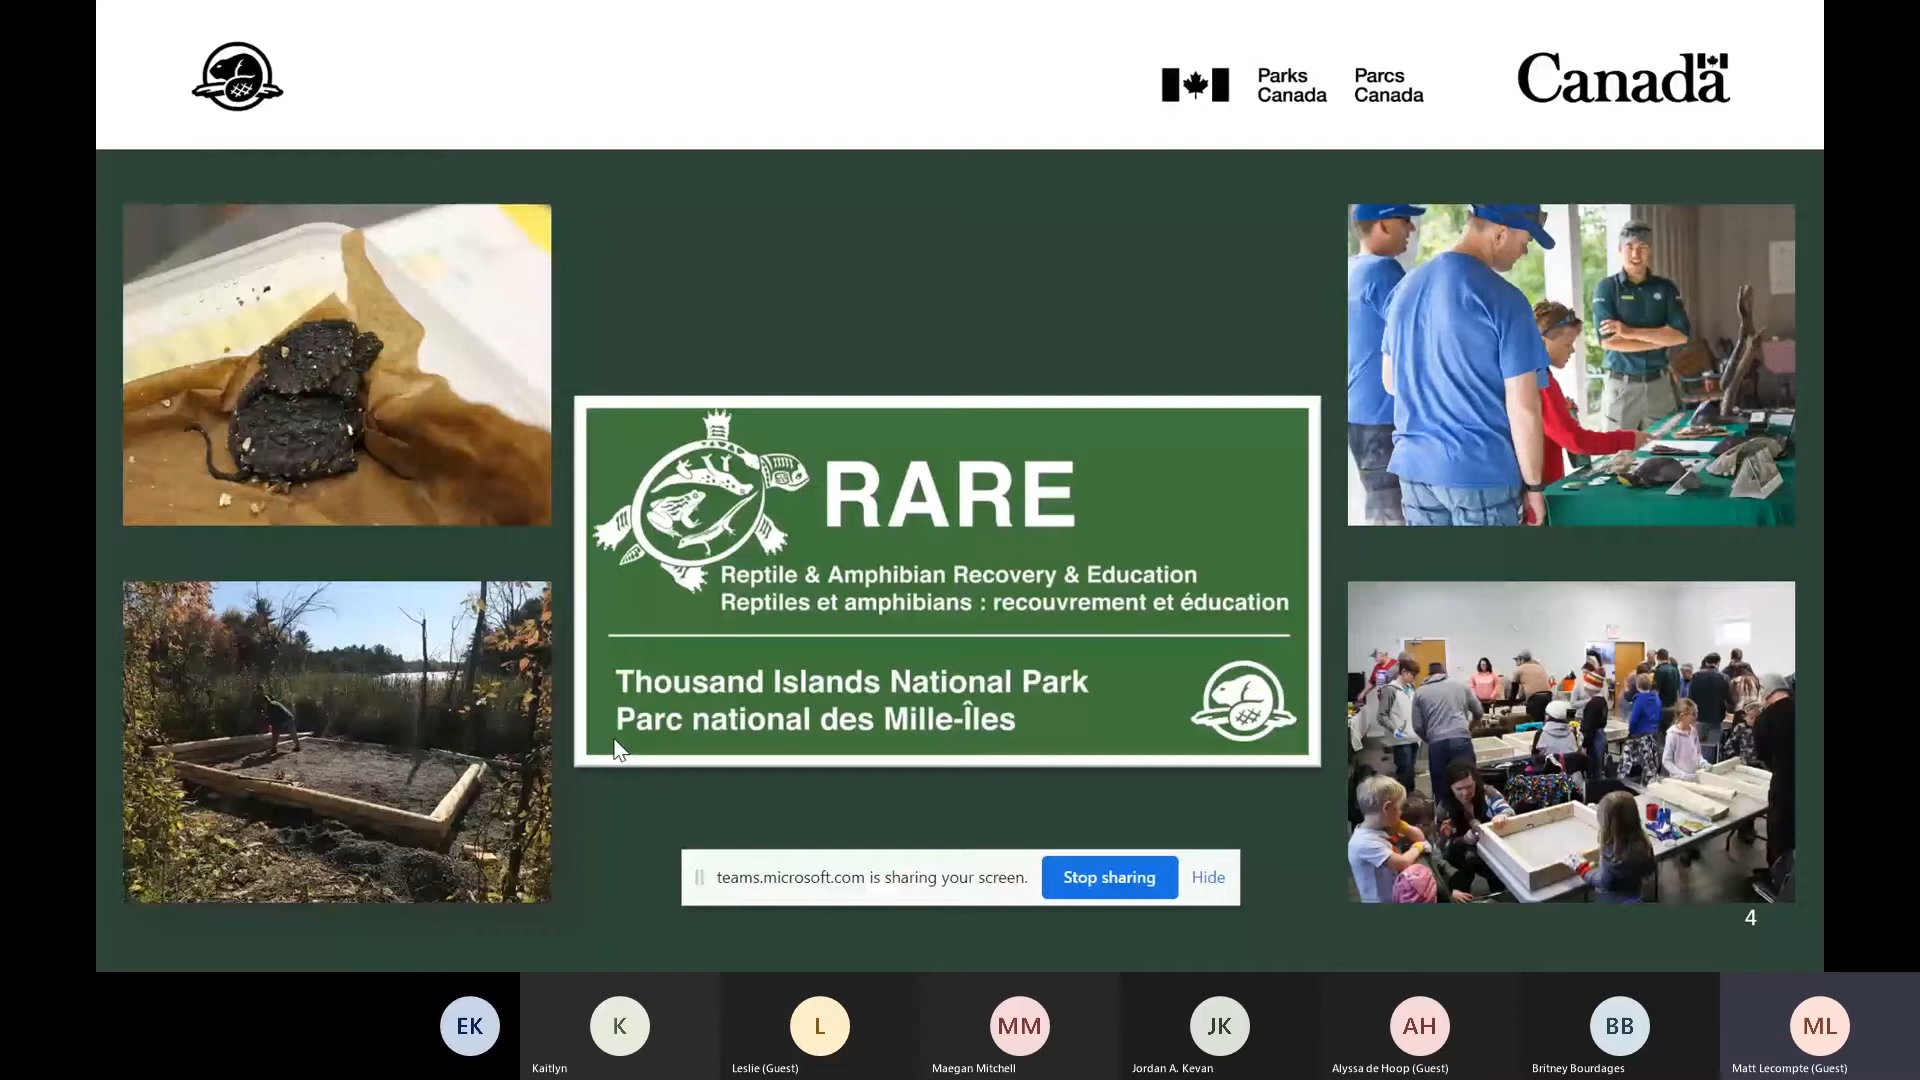 Parks
Canada
Parcs
Canada
Canada
RARE
Reptile & Amphibian Recovery & Education
Reptiles et amphibians : recouvrement et éducation
Thousand Islands National Park
Parc national des Mille-Îles
teams.microsoft.com is sharing your screen.
Stop sharing
Hide
4
EK
K
L
MM
JK
AH
BB
ML
Kaitlyn
Leslie (Guest)
Maegan Mitchell
Jordan A. Kevan
Alyssa de Hoop (Guest)
Britney Bourdages
Matt Lecompte (Guest)